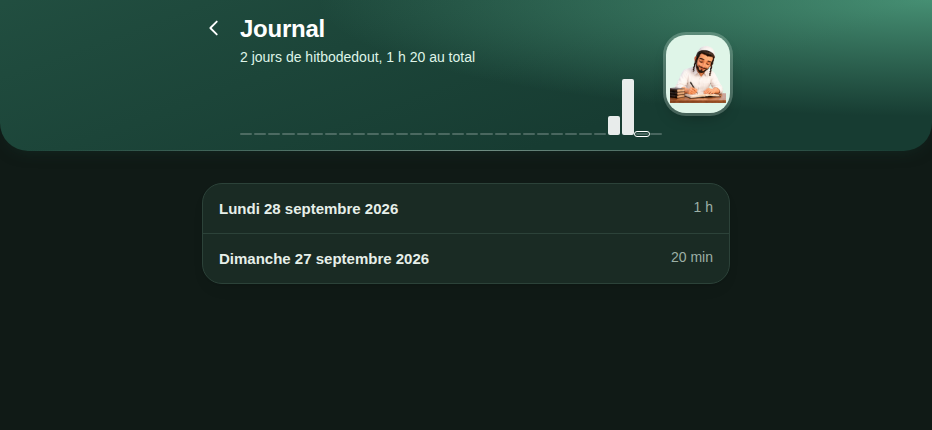 Journal
2 jours de hitbodedout, 1 h 20 au total
Lundi 28 septembre 2026 1 h
Dimanche 27 septembre 2026 20 min